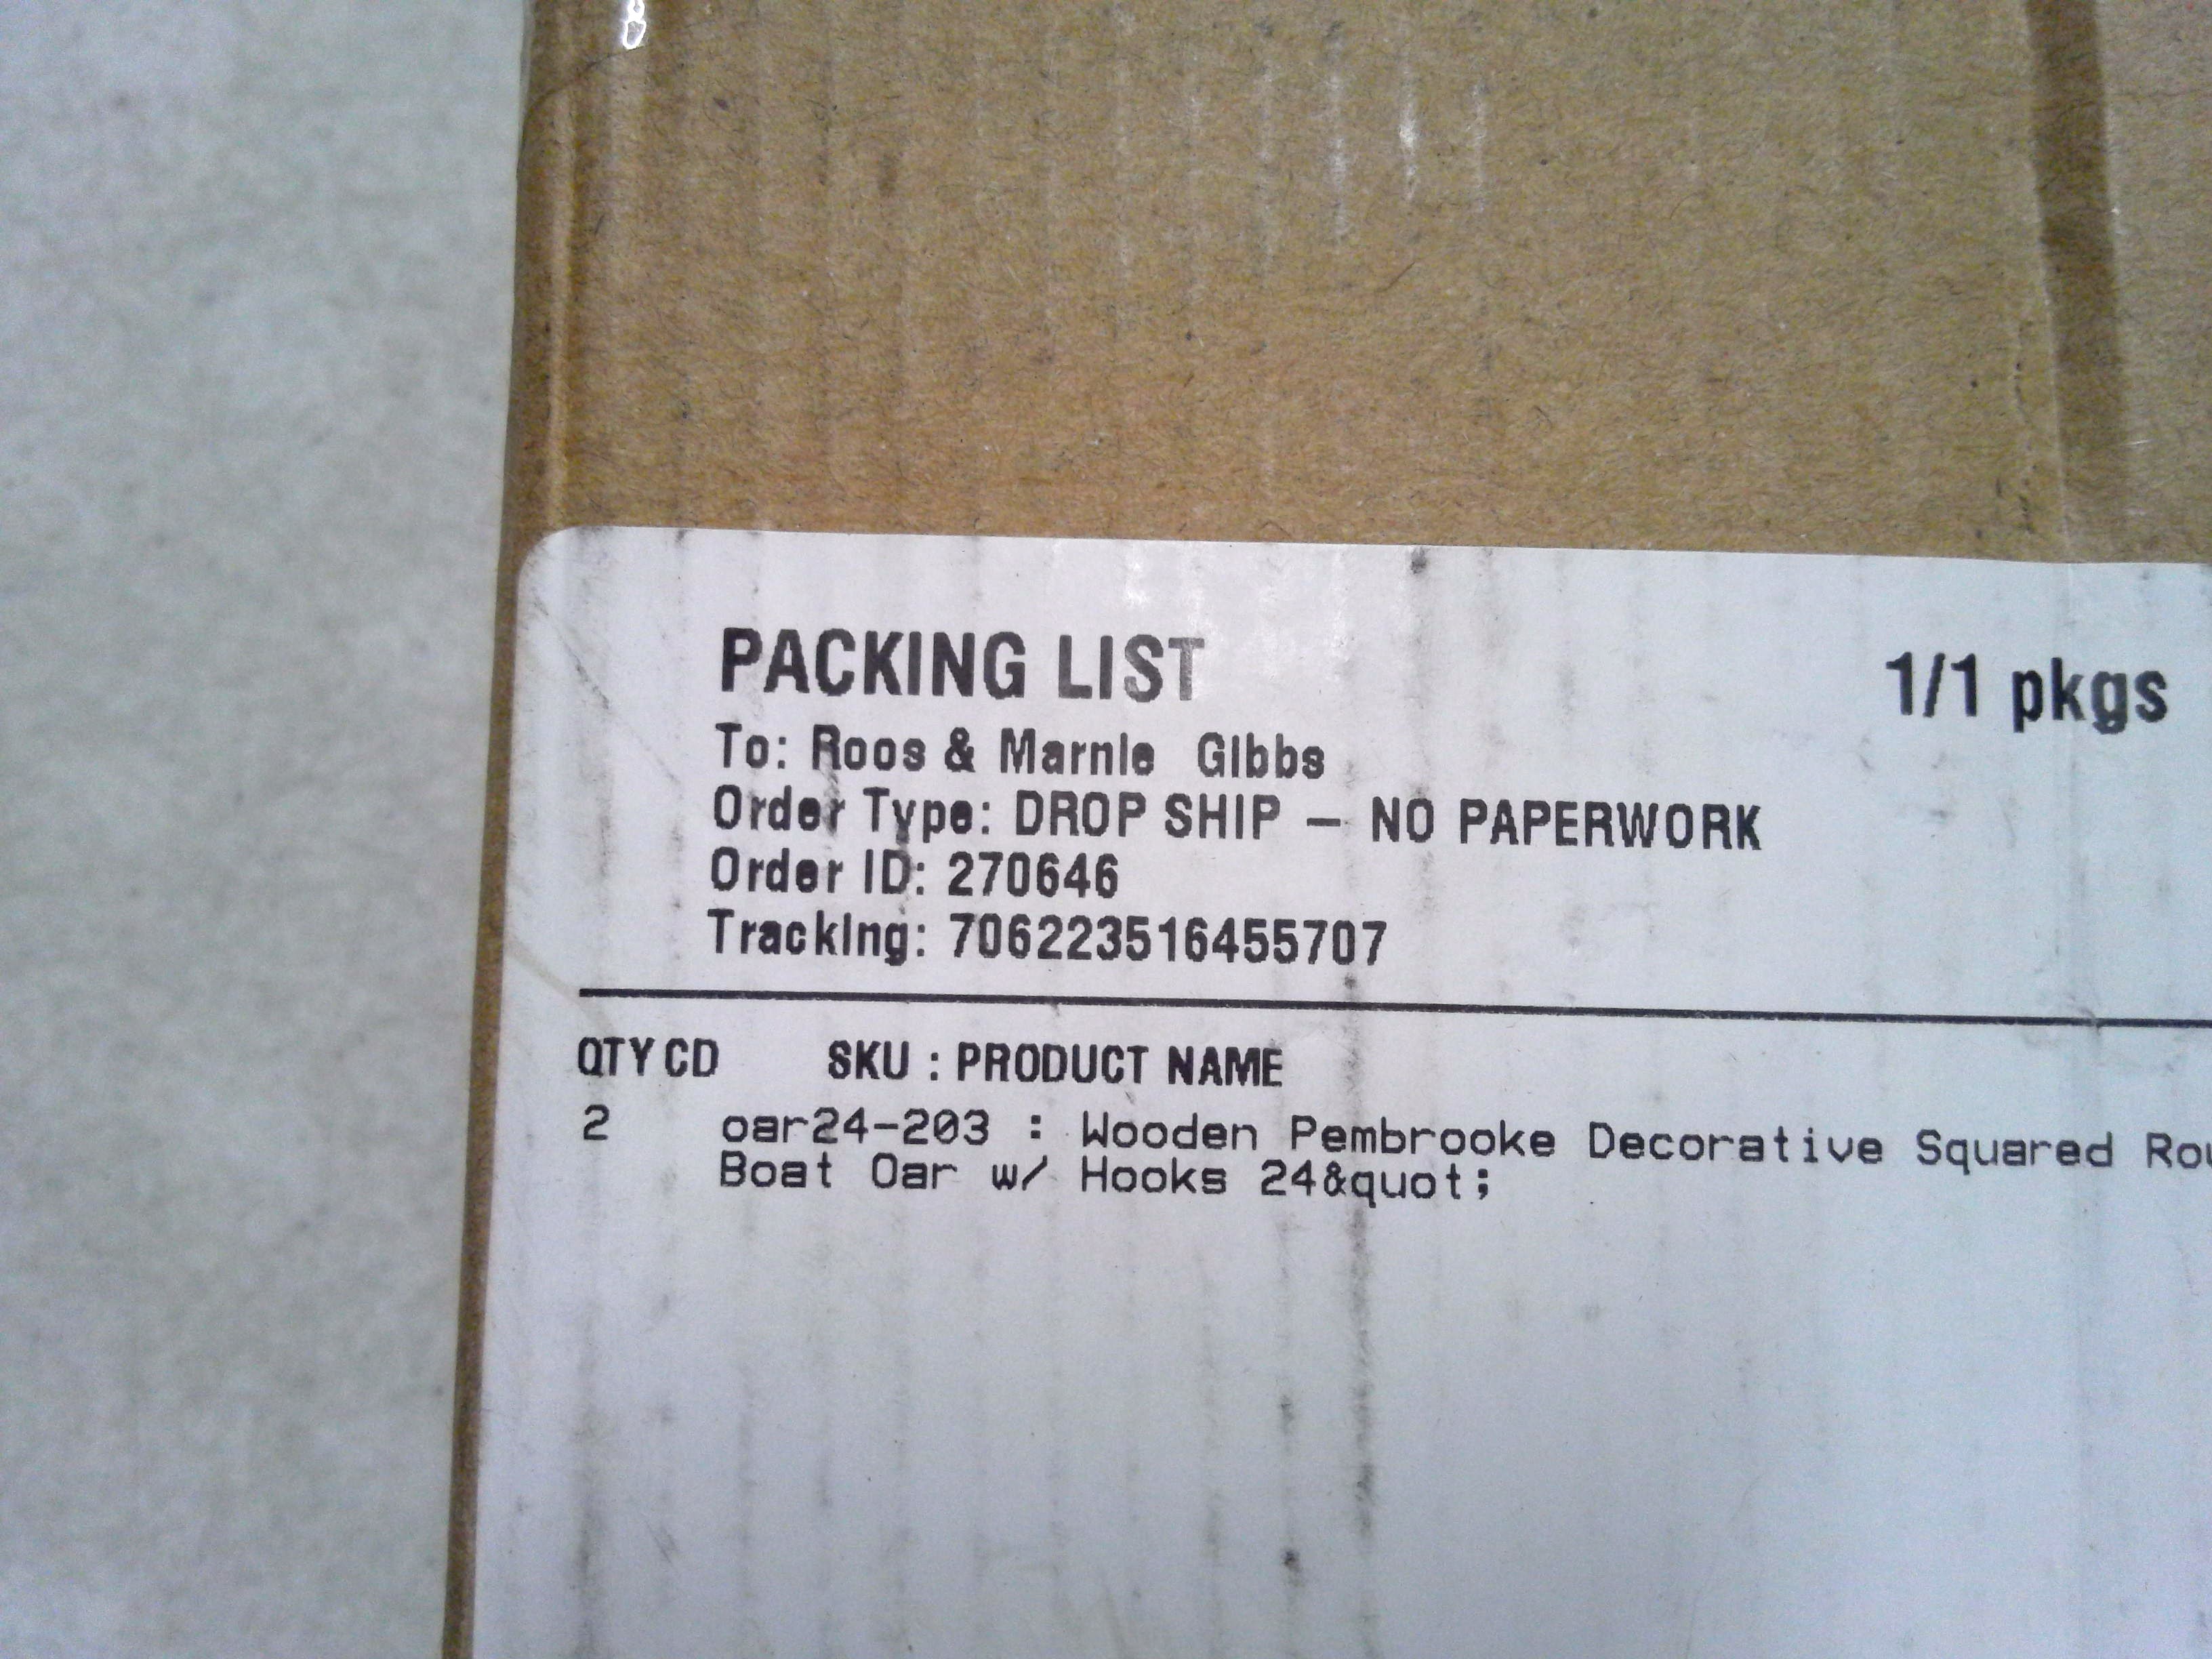 PACKING LIST
1/1 pkgs
To: Roos & Marnie Gibbs
Order Type: DROP SHIP – NO PAPERWORK
Order ID: 270646
Tracking: 706223516455707
QTY CD SKU : PRODUCT NAME
2 oar24-203 : Wooden Pembrooke Decorative Squared
Boat Oar w/ Hooks 24&quot;